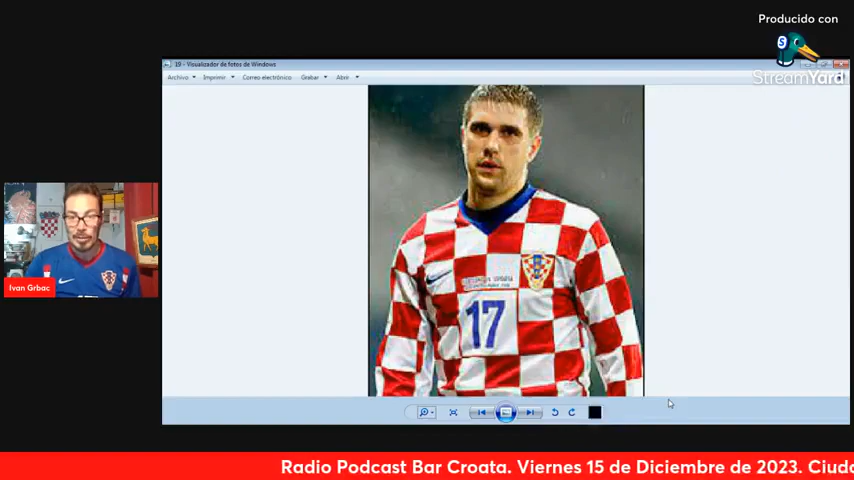 Producido con
S
StreamYard
19 - Visualizador de fotos de Windows
Archivo Imprimir Correo electrónico Grabar Abrir
17
Ivan Grbac
Radio Podcast Bar Croata. Viernes 15 de Diciembre de 2023. Ciuda